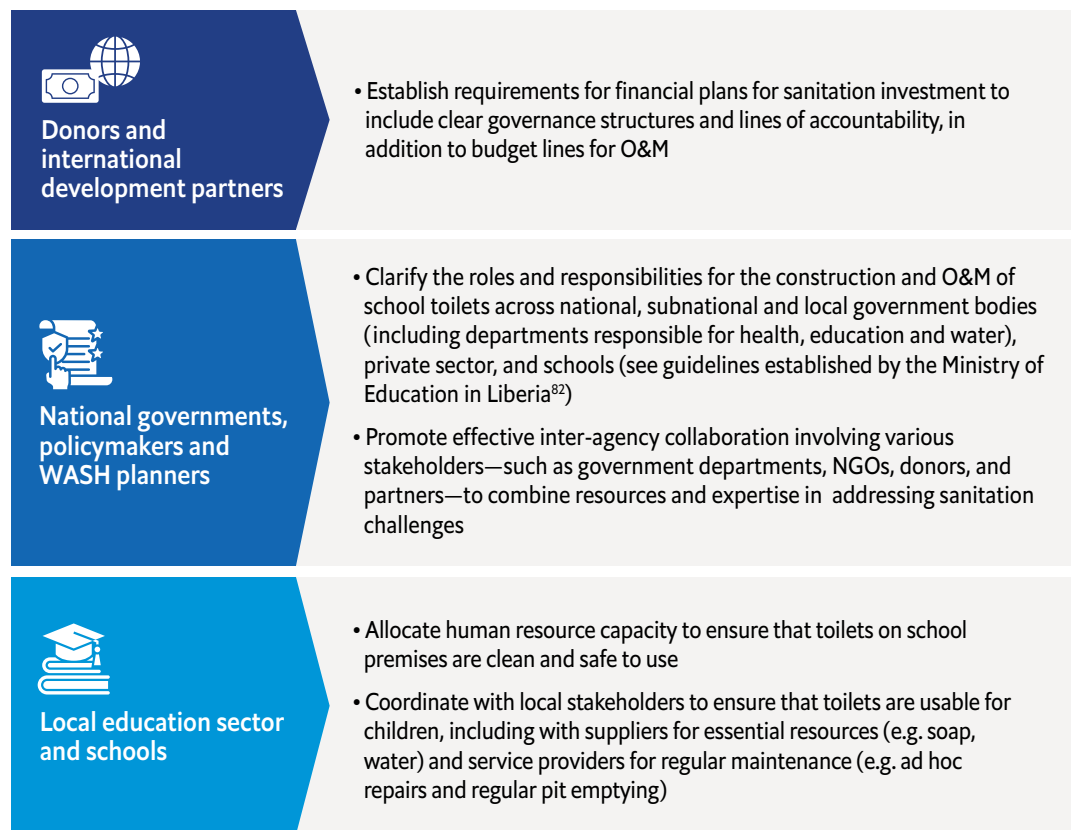 Donors and
international
development partners
• Establish requirements for financial plans for sanitation investment to
include clear governance structures and lines of accountability, in
addition to budget lines for O&M
National governments,
policymakers and
WASH planners
• Clarify the roles and responsibilities for the construction and O&M of
school toilets across national, subnational and local government bodies
(including departments responsible for health, education and water),
private sector, and schools (see guidelines established by the Ministry of
Education in Liberia⁸²)
• Promote effective inter-agency collaboration involving various
stakeholders—such as government departments, NGOs, donors, and
partners—to combine resources and expertise in addressing sanitation
challenges
Local education sector
and schools
• Allocate human resource capacity to ensure that toilets on school
premises are clean and safe to use
• Coordinate with local stakeholders to ensure that toilets are usable for
children, including with suppliers for essential resources (e.g. soap,
water) and service providers for regular maintenance (e.g. ad hoc
repairs and regular pit emptying)